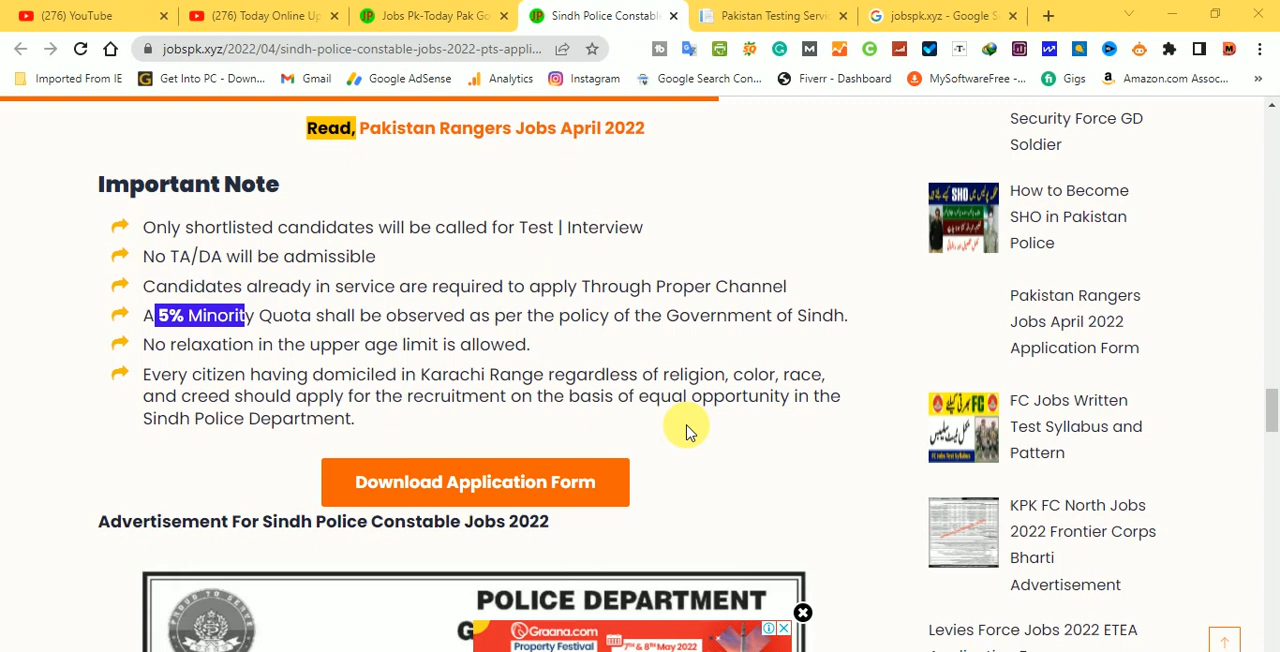 (276) YouTube
(276) Today Online Up
Jobs Pk-Today Pak Go
Sindh Police Constable
Pakistan Testing Servi
jobspk.xyz - Google S
jobspk.xyz/2022/04/sindh-police-constable-jobs-2022-pts-appli...
Imported From IE
Get Into PC - Down...
Gmail
Google AdSense
Analytics
Instagram
Google Search Con...
Fiverr - Dashboard
MySoftwareFree -...
Gigs
Amazon.com Assoc...
Read, Pakistan Rangers Jobs April 2022
Important Note
Only shortlisted candidates will be called for Test | Interview
No TA/DA will be admissible
Candidates already in service are required to apply Through Proper Channel
A 5% Minority Quota shall be observed as per the policy of the Government of Sindh.
No relaxation in the upper age limit is allowed.
Every citizen having domiciled in Karachi Range regardless of religion, color, race,
and creed should apply for the recruitment on the basis of equal opportunity in the
Sindh Police Department.
Download Application Form
Advertisement For Sindh Police Constable Jobs 2022
POLICE DEPARTMENT
Graana.com
Property Festival
7TH & 8TH May 2022
Security Force GD
Soldier
SHO
How to Become
SHO in Pakistan
Police
Pakistan Rangers
Jobs April 2022
Application Form
FC
FC Jobs Written
Test Syllabus and
Pattern
KPK FC North Jobs
2022 Frontier Corps
Bharti
Advertisement
Levies Force Jobs 2022 ETEA